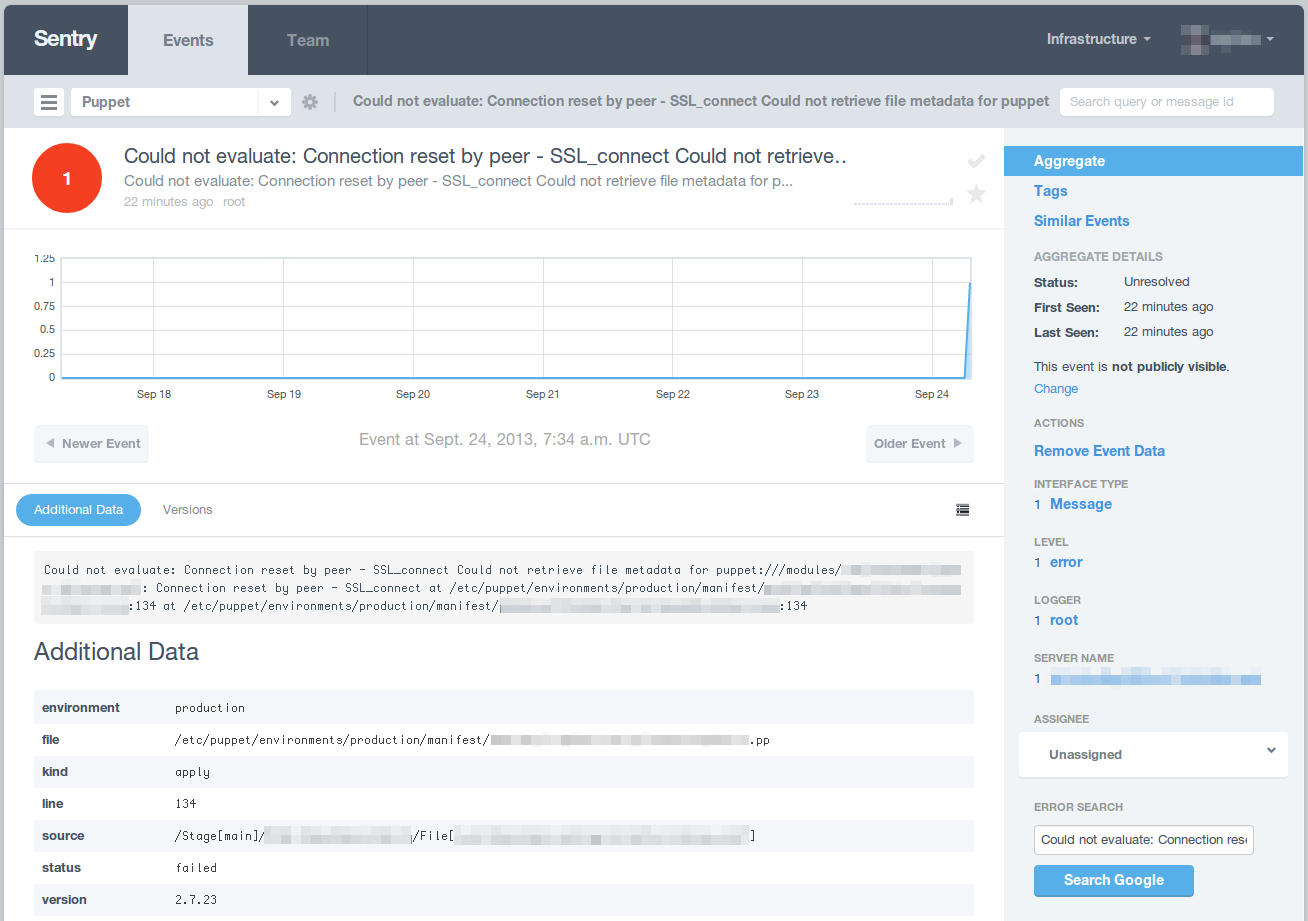 Sentry
Events
Team
Infrastructure
Puppet
Could not evaluate: Connection reset by peer - SSL_connect Could not retrieve file metadata for puppet
Search query or message id
1
Could not evaluate: Connection reset by peer - SSL_connect Could not retrieve..
Could not evaluate: Connection reset by peer - SSL_connect Could not retrieve file metadata for p...
22 minutes ago root
1.25
1
0.75
0.5
0.25
0
Sep 18 Sep 19 Sep 20 Sep 21 Sep 22 Sep 23 Sep 24
Newer Event
Event at Sept. 24, 2013, 7:34 a.m. UTC
Older Event
Additional Data
Versions
Could not evaluate: Connection reset by peer - SSL_connect Could not retrieve file metadata for puppet:///modules/
: Connection reset by peer - SSL_connect at /etc/puppet/environments/production/manifest/
:134 at /etc/puppet/environments/production/manifest/ :134
Additional Data
environment production
file /etc/puppet/environments/production/manifest/ .pp
kind apply
line 134
source /Stage[main]/ /File[ ]
status failed
version 2.7.23
Aggregate
Tags
Similar Events
AGGREGATE DETAILS
Status: Unresolved
First Seen: 22 minutes ago
Last Seen: 22 minutes ago
This event is not publicly visible.
Change
ACTIONS
Remove Event Data
INTERFACE TYPE
1 Message
LEVEL
1 error
LOGGER
1 root
SERVER NAME
1
ASSIGNEE
Unassigned
ERROR SEARCH
Could not evaluate: Connection rese
Search Google